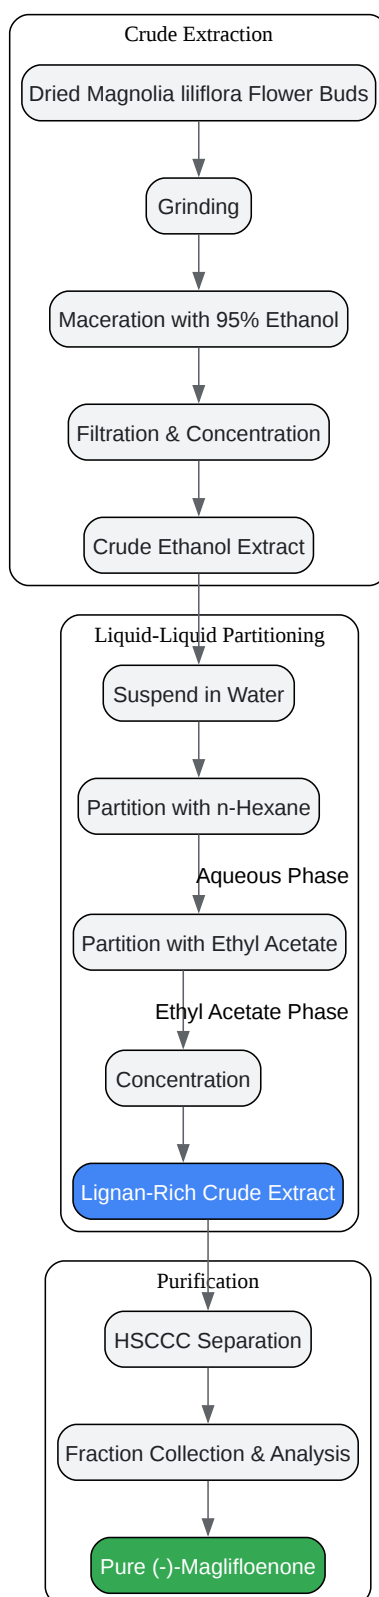 Crude Extraction
Dried Magnolia liliflora Flower Buds
Grinding
Maceration with 95% Ethanol
Filtration & Concentration
Crude Ethanol Extract
Liquid-Liquid Partitioning
Suspend in Water
Partition with n-Hexane
Aqueous Phase
Partition with Ethyl Acetate
Ethyl Acetate Phase
Concentration
Lignan-Rich Crude Extract
Purification
HSCCC Separation
Fraction Collection & Analysis
Pure (-)-Maglifloenone